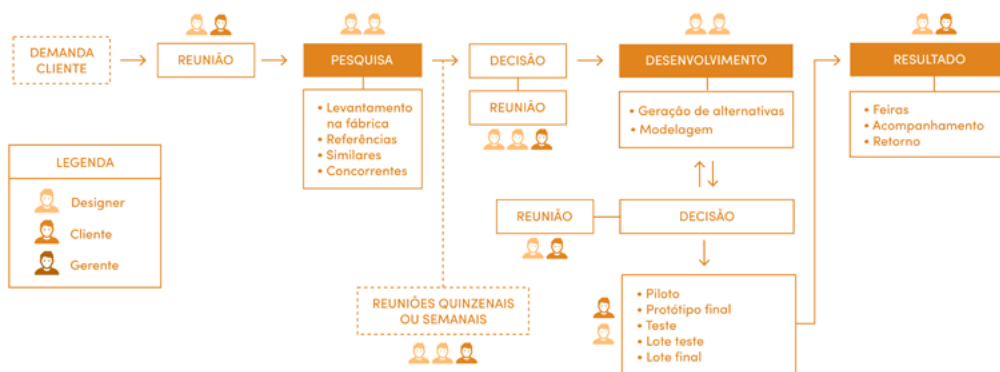 DEMANDA
CLIENTE
REUNIÃO
PESQUISA
• Levantamento
na fábrica
• Referências
• Similares
• Concorrentes
DECISÃO
REUNIÃO
DESENVOLVIMENTO
• Geração de alternativas
• Modelagem
RESULTADO
• Feiras
• Acompanhamento
• Retorno
LEGENDA
Designer
Cliente
Gerente
REUNIÃO
DECISÃO
REUNIÕES QUINZENAIS
OU SEMANAIS
• Piloto
• Protótipo final
• Teste
• Lote teste
• Lote final